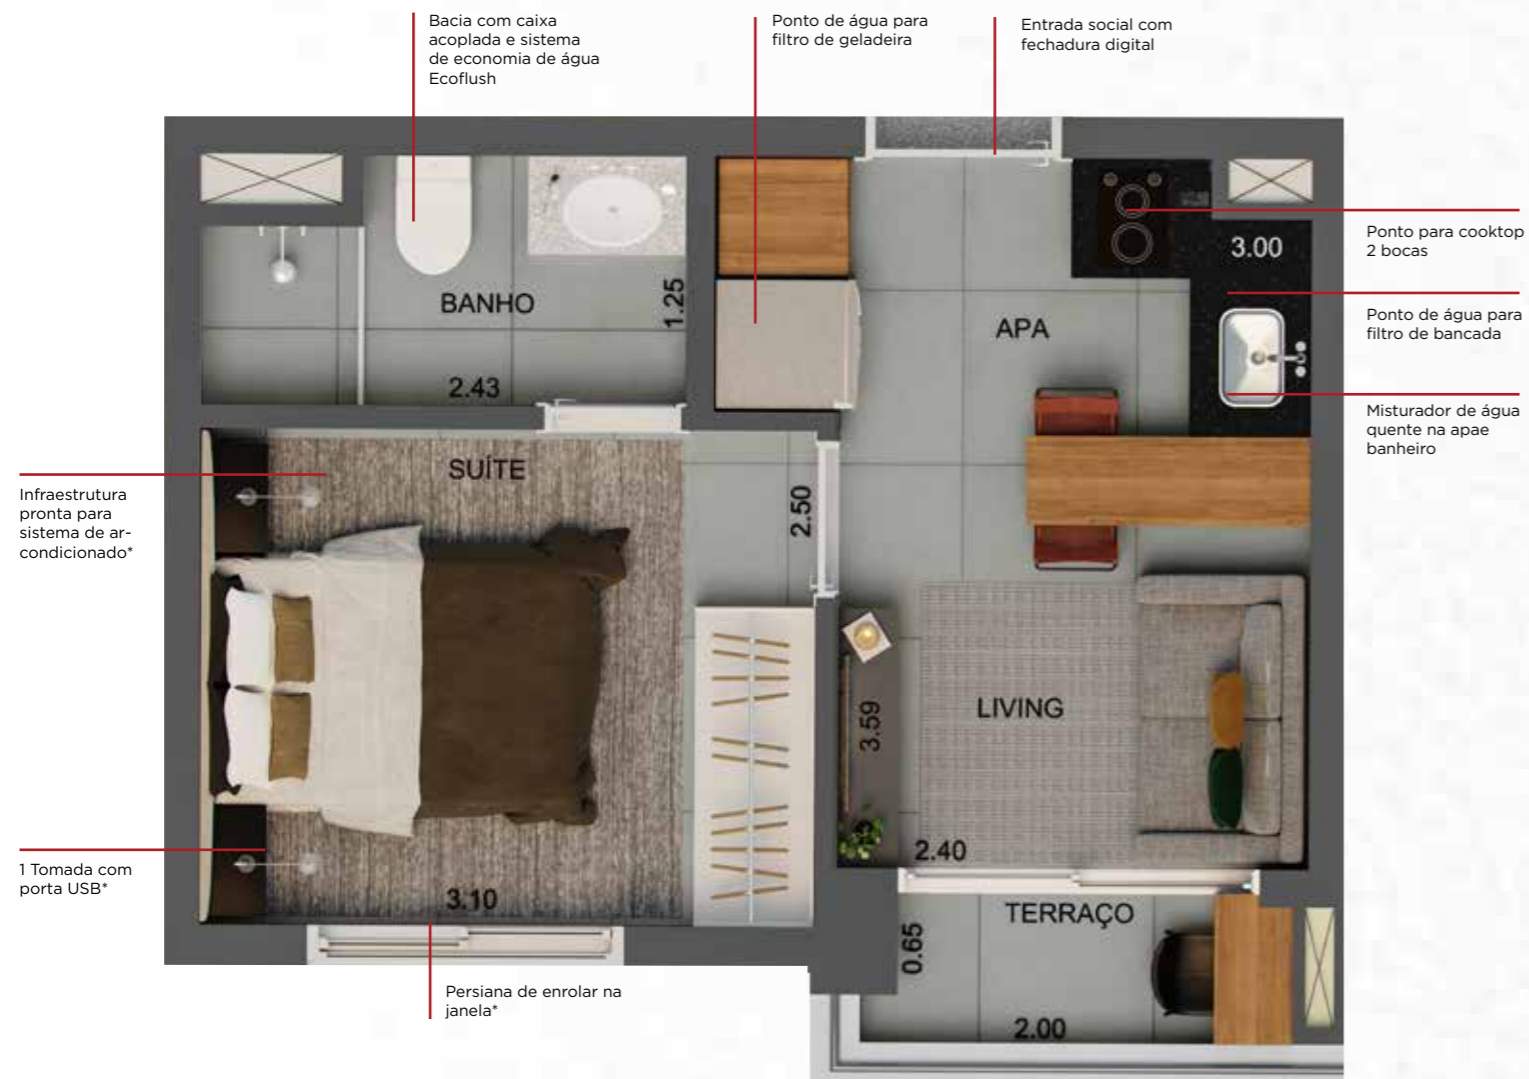 Bacia com caixa
acoplada e sistema
de economia de água
Ecoflush
Ponto de água para
filtro de geladeira
Entrada social com
fechadura digital
Ponto para cooktop
2 bocas
3.00
BANHO
1.25
APA
Ponto de água para
filtro de bancada
2.43
Misturador de água
quente na apae
banheiro
SUÍTE
2.50
Infraestrutura
pronta para
sistema de ar-
condicionado*
3.59
LIVING
2.40
1 Tomada com
porta USB*
3.10
TERRAÇO
0.65
Persiana de enrolar na
janela*
2.00